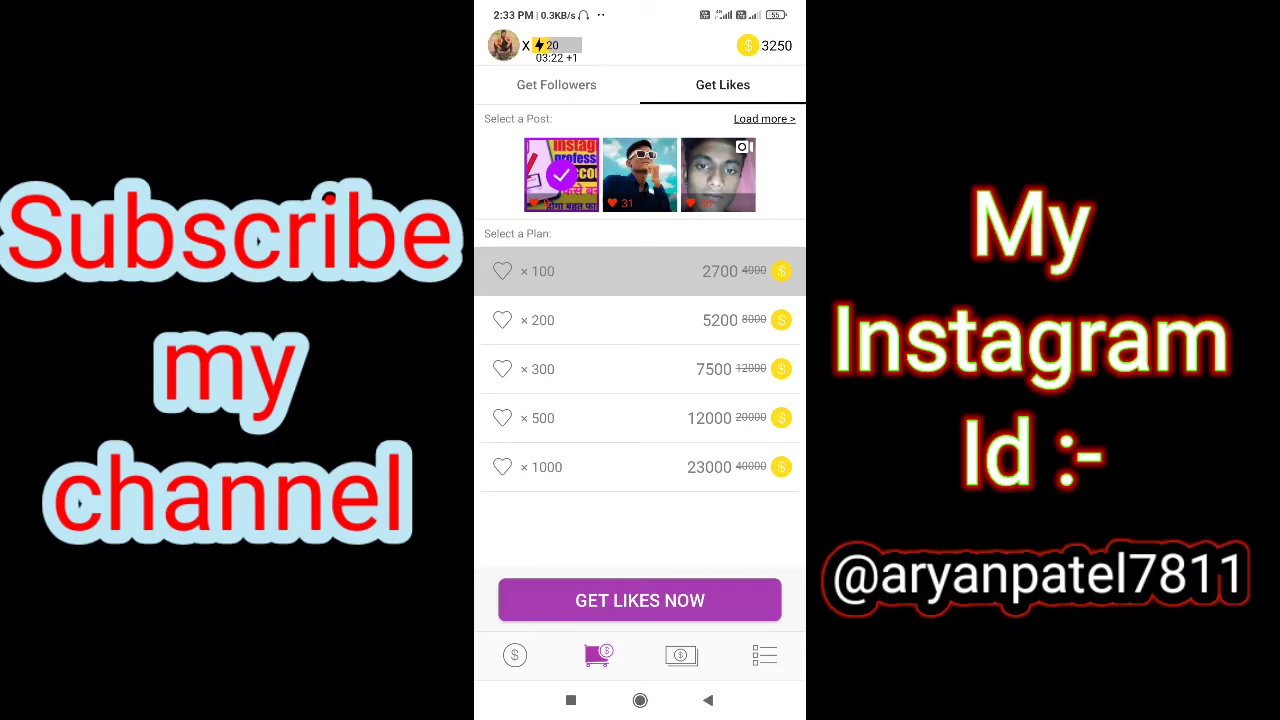 Subscribe
my
channel
2:33 PM | 0.3KB/s
55
X
20
03:22 +1
3250
Get Followers
Get Likes
Select a Post:
Load more >
31
Select a Plan:
× 100 2700 4000
× 200 5200 8000
× 300 7500 12000
× 500 12000 20000
× 1000 23000 40000
GET LIKES NOW
My
Instagram
Id :-
@aryanpatel7811